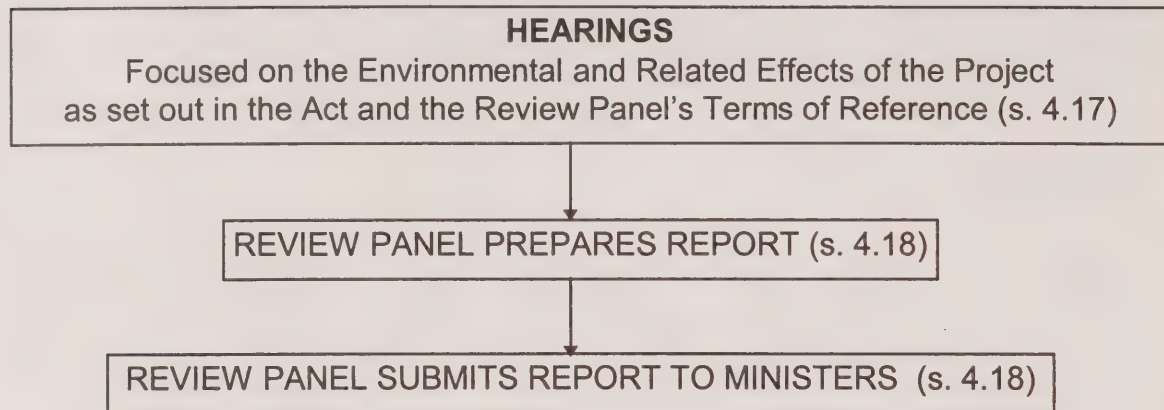 HEARINGS
Focused on the Environmental and Related Effects of the Project
as set out in the Act and the Review Panel's Terms of Reference (s. 4.17)
REVIEW PANEL PREPARES REPORT (s. 4.18)
REVIEW PANEL SUBMITS REPORT TO MINISTERS (s. 4.18)